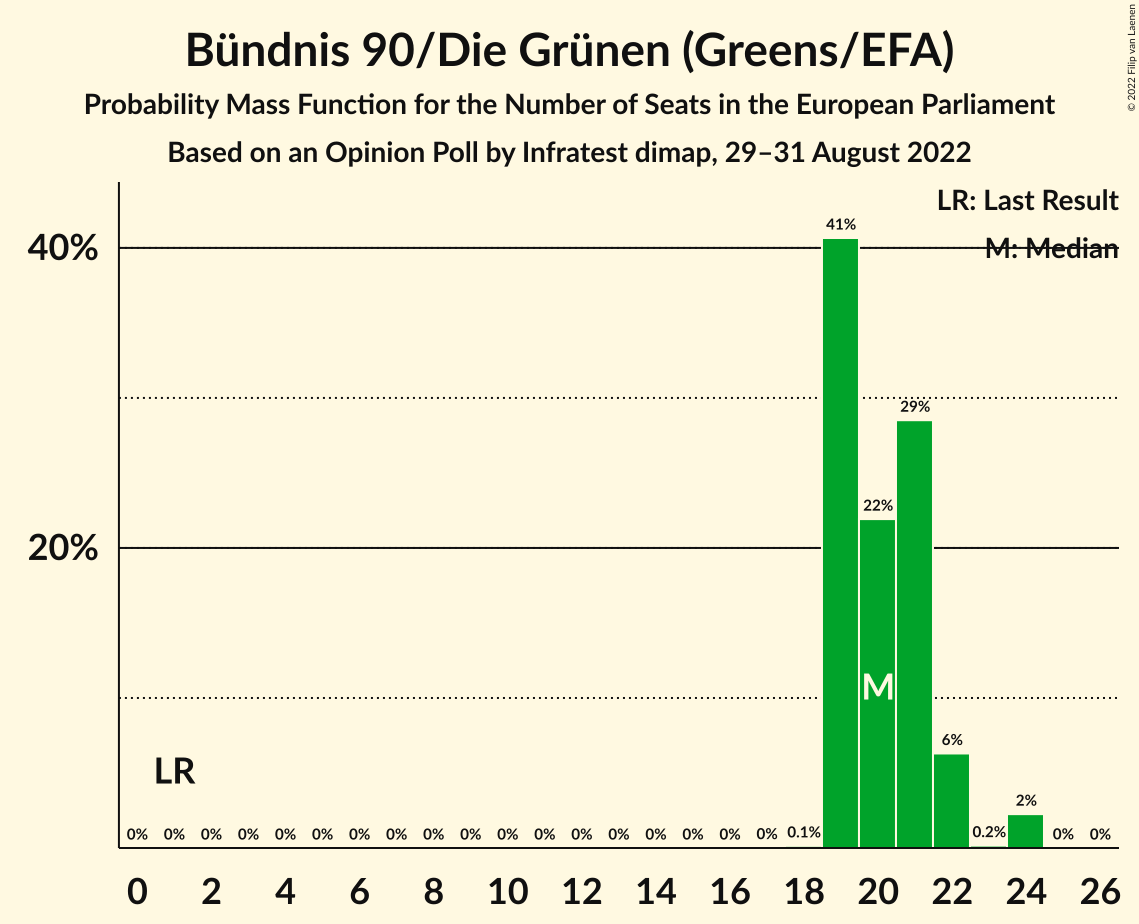 Bündnis 90/Die Grünen (Greens/EFA)
Probability Mass Function for the Number of Seats in the European Parliament
Based on an Opinion Poll by Infratest dimap, 29–31 August 2022
© 2022 Filip van Laenen
LR: Last Result
M: Median
40%
20%
41%
29%
22%
M
6%
2%
LR
0% 0% 0% 0% 0% 0% 0% 0% 0% 0% 0% 0% 0% 0% 0% 0% 0% 0% 0.1% 0.2% 0% 0%
0 2 4 6 8 10 12 14 16 18 20 22 24 26